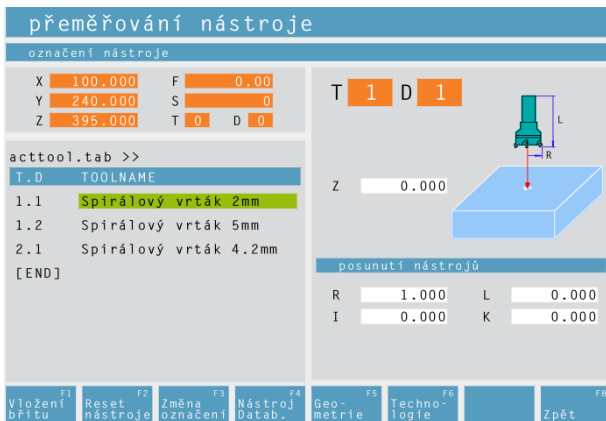 přeměřování nástroje
označení nástroje
X 100.000 F 0.00
Y 240.000 S 0
Z 395.000 T 0 D 0
acttool.tab >>
T.D TOOLNAME
1.1 Spirálový vrták 2mm
1.2 Spirálový vrták 5mm
2.1 Spirálový vrták 4.2mm
[END]
T 1 D 1
L
R
Z 0.000
posunutí nástrojů
R 1.000 L 0.000
I 0.000 K 0.000
F1 F2 F3 F4 F5 F6 F8
Vložení Reset Změna Nástroj Geo- Techno-
břitu nástroje označení Datab. metrie logie Zpět